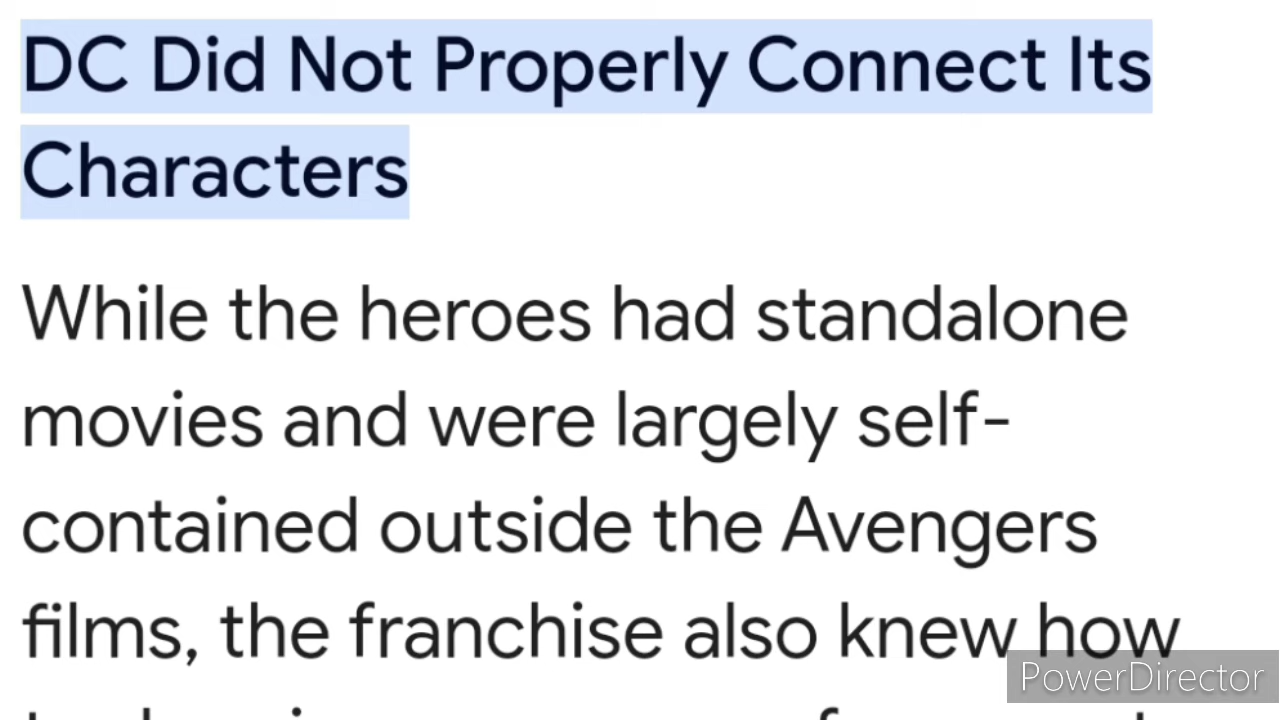 DC Did Not Properly Connect Its
Characters
While the heroes had standalone
movies and were largely self-
contained outside the Avengers
films, the franchise also knew how
PowerDirector